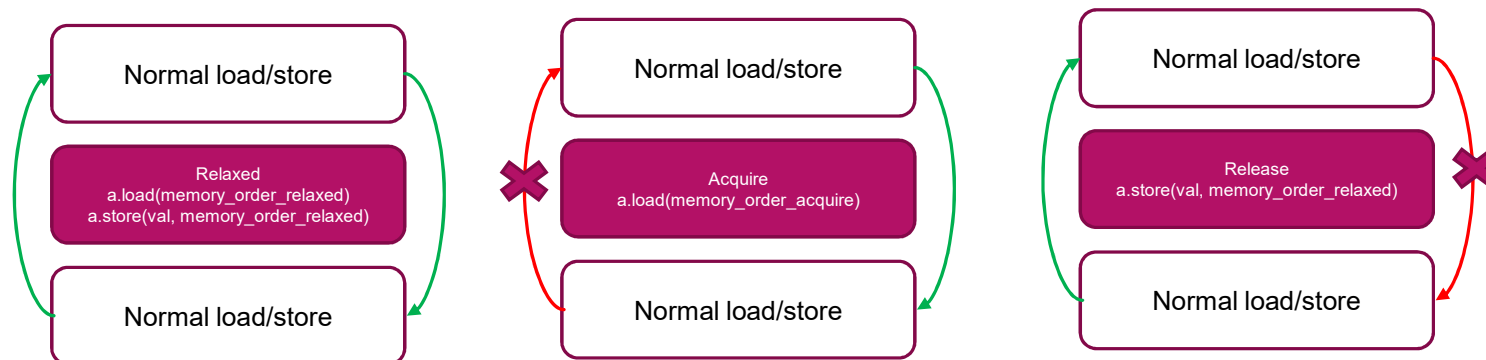 Normal load/store
Relaxed
a.load(memory_order_relaxed)
a.store(val, memory_order_relaxed)
Normal load/store
Normal load/store
Acquire
a.load(memory_order_acquire)
Normal load/store
Normal load/store
Release
a.store(val, memory_order_relaxed)
Normal load/store